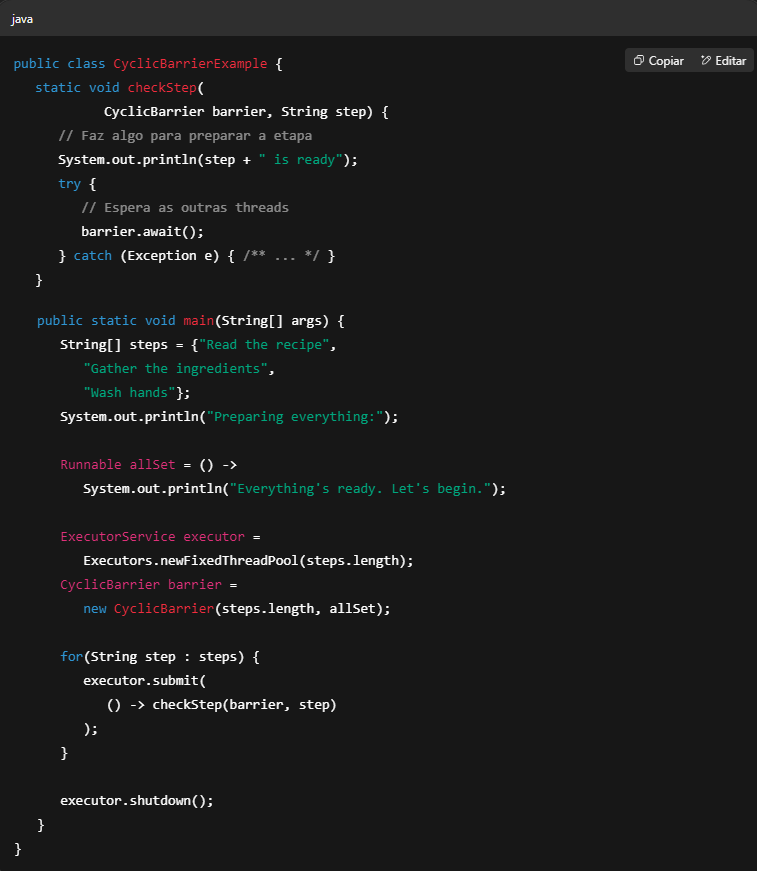 java
Copiar Editar
public class CyclicBarrierExample {
static void checkStep(
CyclicBarrier barrier, String step) {
// Faz algo para preparar a etapa
System.out.println(step + " is ready");
try {
// Espera as outras threads
barrier.await();
} catch (Exception e) { /** ... */ }
}
public static void main(String[] args) {
String[] steps = {"Read the recipe",
"Gather the ingredients",
"Wash hands"};
System.out.println("Preparing everything:");
Runnable allSet = () ->
System.out.println("Everything's ready. Let's begin.");
ExecutorService executor =
Executors.newFixedThreadPool(steps.length);
CyclicBarrier barrier =
new CyclicBarrier(steps.length, allSet);
for(String step : steps) {
executor.submit(
() -> checkStep(barrier, step)
);
}
executor.shutdown();
}
}